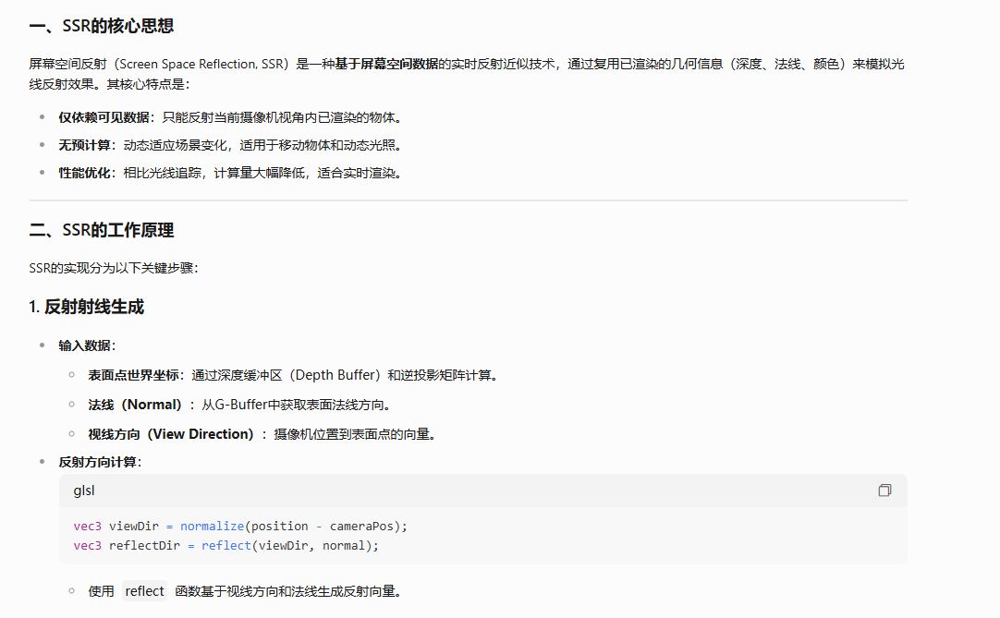 一、SSR的核心思想
屏幕空间反射（Screen Space Reflection, SSR）是一种基于屏幕空间数据的实时反射近似技术，通过复用已渲染的几何信息（深度、法线、颜色）来模拟光
线反射效果。其核心特点是：
仅依赖可见数据：只能反射当前摄像机视角内已渲染的物体。
无预计算：动态适应场景变化，适用于移动物体和动态光照。
性能优化：相比光线追踪，计算量大幅降低，适合实时渲染。
二、SSR的工作原理
SSR的实现分为以下关键步骤：
1. 反射射线生成
输入数据：
表面点世界坐标：通过深度缓冲区（Depth Buffer）和逆投影矩阵计算。
法线（Normal）：从G-Buffer中获取表面法线方向。
视线方向（View Direction）：摄像机位置到表面点的向量。
反射方向计算：
glsl
vec3 viewDir = normalize(position - cameraPos);
vec3 reflectDir = reflect(viewDir, normal);
使用 reflect 函数基于视线方向和法线生成反射向量。